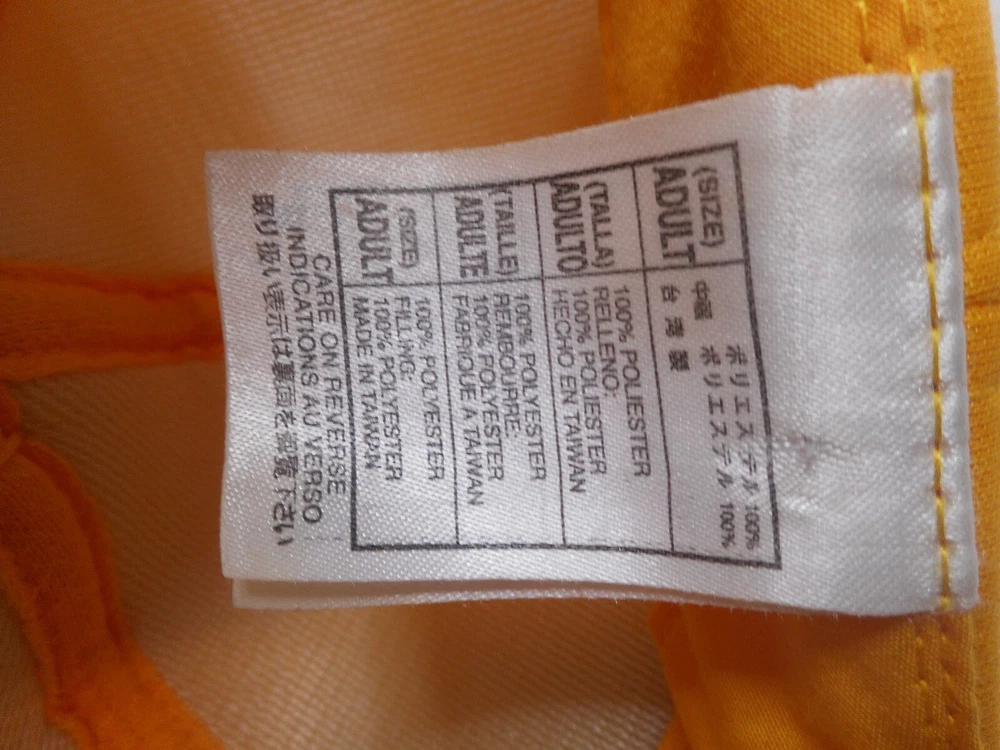 (SIZE)
ADULT
ポリエステル 100%
中綿 ポリエステル 100%
台 湾 製
(TALLA)
ADULTO
100% POLIESTER
RELLENO:
100% POLIESTER
HECHO EN TAIWAN
(TAILLE)
ADULTE
100% POLYESTER
REMBOURRE:
100% POLYESTER
FABRIQUE A TAIWAN
(SIZE)
ADULT
100% POLYESTER
FILLING:
100% POLYESTER
MADE IN TAIWAN
CARE ON REVERSE
INDICATIONS AU VERSO
取り扱い表示は裏面を御覧下さい